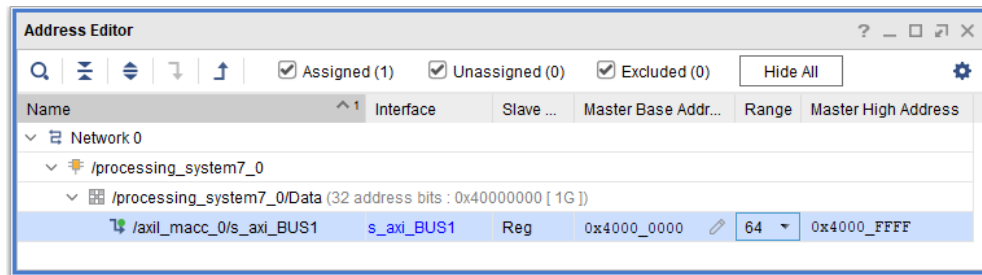 Address Editor
Assigned (1) Unassigned (0) Excluded (0) Hide All
Name 1 Interface Slave ... Master Base Addr... Range Master High Address
Network 0
/processing_system7_0
/processing_system7_0/Data (32 address bits : 0x40000000 [ 1G ])
/axil_macc_0/s_axi_BUS1 s_axi_BUS1 Reg 0x4000_0000 64 0x4000_FFFF